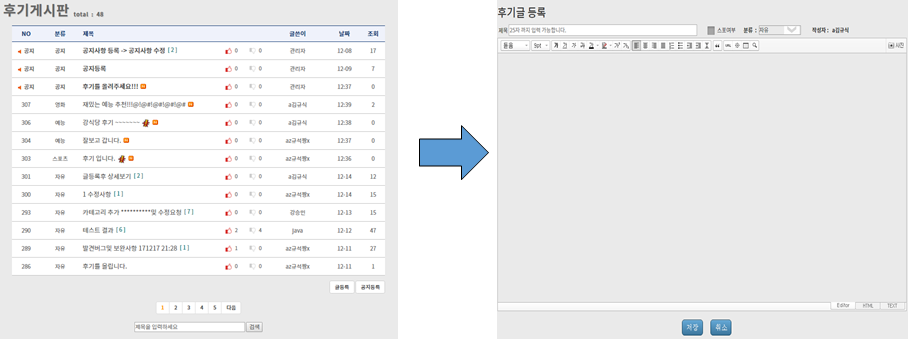 후기게시판 total : 48
NO 분류 제목 글쓴이 날짜 조회
공지 공지 공지사항 등록 -> 공지사항 수정 [2] 0 0 관리자 12-08 17
공지 공지 공지등록 0 0 관리자 12-09 7
공지 공지 후기를 올려주세요!!! 0 0 관리자 12:37 0
307 영화 재밌는 예능 추천!!!@!@#!@#!@#!@# 0 0 a김규식 12:39 2
306 예능 강식당 후기 ~~~~~~~ 0 0 a김규식 12:38 0
304 예능 잘보고 갑니다. 0 0 az규석짱x 12:37 0
303 스포츠 후기 입니다. 0 0 az규석짱x 12:36 0
301 자유 글등록후 상세보기 [2] 0 0 a김규식 12-14 12
300 자유 1 수정사항 [1] 0 0 az규석짱x 12-14 15
293 자유 카테고리 추가 **********및 수정요청 [7] 0 0 강승인 12-13 15
290 자유 테스트 결과 [6] 2 4 java 12-12 47
289 자유 발견버그및 보완사항 171217 21:28 [1] 1 0 az규석짱x 12-11 27
286 자유 후기를 올립니다. 0 0 az규석짱x 12-11 1
글등록 공지등록
1 2 3 4 5 다음
제목을 입력하세요 검색
후기글 등록
제목 25자 까지 입력 가능합니다. 스포여부 분류 : 자유 작성자 : a김규식
돋움 9pt 가 가 가 가 가 가 URL 사진
Editor HTML TEXT
저장 취소